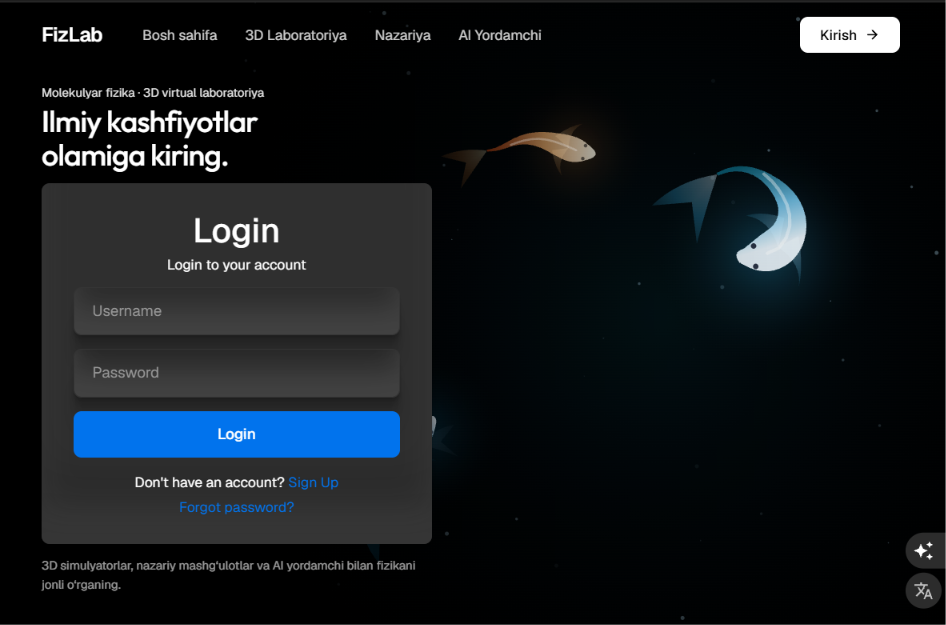 FizLab
Bosh sahifa
3D Laboratoriya
Nazariya
AI Yordamchi
Kirish →
Molekulyar fizika · 3D virtual laboratoriya
Ilmiy kashfiyotlar
olamiga kiring.
Login
Login to your account
Username
Password
Login
Don't have an account? Sign Up
Forgot password?
3D simulyatorlar, nazariy mashg'ulotlar va AI yordamchi bilan fizikani
jonli o'rganing.